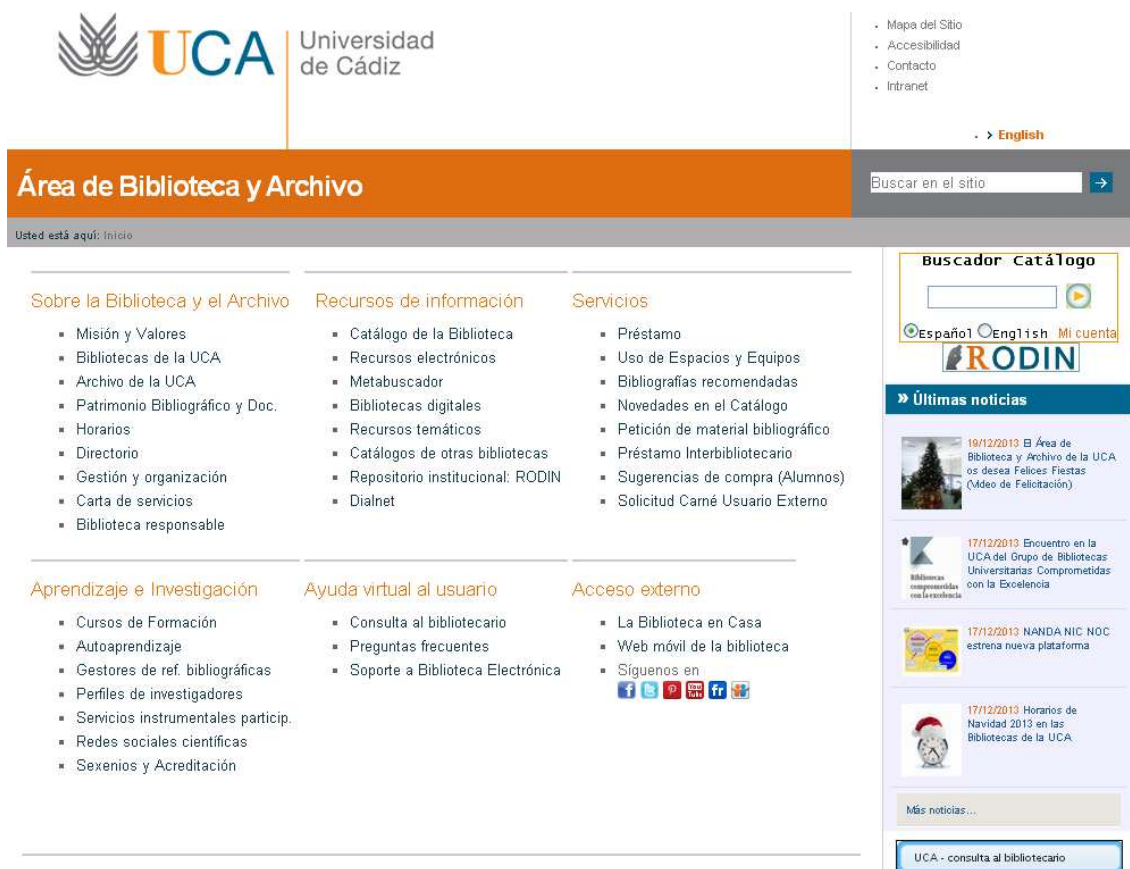 UCA
Universidad
de Cádiz
Mapa del Sitio
Accesibilidad
Contacto
Intranet
> English
Área de Biblioteca y Archivo
Buscar en el sitio
Usted está aquí: Inicio
Sobre la Biblioteca y el Archivo
Misión y Valores
Bibliotecas de la UCA
Archivo de la UCA
Patrimonio Bibliográfico y Doc.
Horarios
Directorio
Gestión y organización
Carta de servicios
Biblioteca responsable
Recursos de información
Catálogo de la Biblioteca
Recursos electrónicos
Metabuscador
Bibliotecas digitales
Recursos temáticos
Catálogos de otras bibliotecas
Repositorio institucional: RODIN
Dialnet
Servicios
Préstamo
Uso de Espacios y Equipos
Bibliografías recomendadas
Novedades en el Catálogo
Petición de material bibliográfico
Préstamo Interbibliotecario
Sugerencias de compra (Alumnos)
Solicitud Carné Usuario Externo
Aprendizaje e Investigación
Cursos de Formación
Autoaprendizaje
Gestores de ref. bibliográficas
Perfiles de investigadores
Servicios instrumentales particip.
Redes sociales científicas
Sexenios y Acreditación
Ayuda virtual al usuario
Consulta al bibliotecario
Preguntas frecuentes
Soporte a Biblioteca Electrónica
Acceso externo
La Biblioteca en Casa
Web móvil de la biblioteca
Síguenos en
Buscador Catálogo
Español English Mi cuenta
RODIN
» Últimas noticias
19/12/2013 El Área de
Biblioteca y Archivo de la UCA
os desea Felices Fiestas
(Video de Felicitación)
Bibliotecas
comprometidas
con la excelencia
17/12/2013 Encuentro en la
UCA del Grupo de Bibliotecas
Universitarias Comprometidas
con la Excelencia
17/12/2013 NANDA NIC NOC
estrena nueva plataforma
17/12/2013 Horarios de
Navidad 2013 en las
Bibliotecas de la UCA
Más noticias...
UCA - consulta al bibliotecario